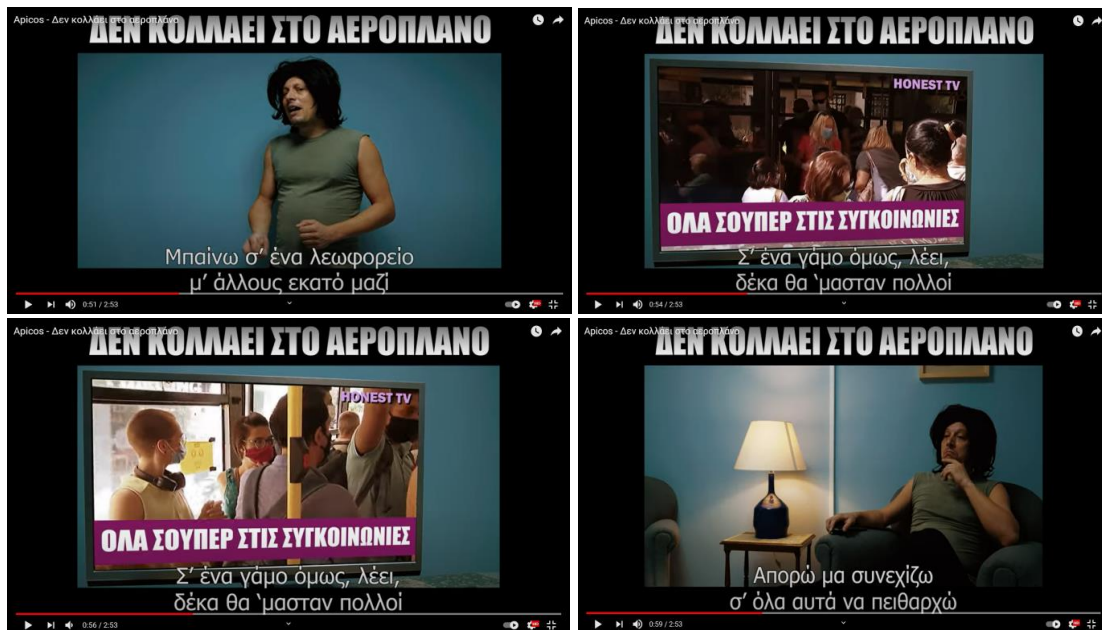 Apicos - Δεν κολλάει στο αεροπλάνο
ΔΕΝ ΚΟΛΛΑΕΙ ΣΤΟ ΑΕΡΟΠΛΑΝΟ
Μπαίνω σ' ένα λεωφορείο
μ' άλλους εκατό μαζί
0:51 / 2:53
Apicos - Δεν κολλάει στο αεροπλάνο
ΔΕΝ ΚΟΛΛΑΕΙ ΣΤΟ ΑΕΡΟΠΛΑΝΟ
HONEST TV
ΟΛΑ ΣΟΥΠΕΡ ΣΤΙΣ ΣΥΓΚΟΙΝΩΝΙΕΣ
Σ' ένα γάμο όμως, λέει,
δέκα θα 'μασταν πολλοί
0:54 / 2:53
Apicos - Δεν κολλάει στο αεροπλάνο
ΔΕΝ ΚΟΛΛΑΕΙ ΣΤΟ ΑΕΡΟΠΛΑΝΟ
HONEST TV
ΟΛΑ ΣΟΥΠΕΡ ΣΤΙΣ ΣΥΓΚΟΙΝΩΝΙΕΣ
Σ' ένα γάμο όμως, λέει,
δέκα θα 'μασταν πολλοί
0:56 / 2:53
Apicos - Δεν κολλάει στο αεροπλάνο
ΔΕΝ ΚΟΛΛΑΕΙ ΣΤΟ ΑΕΡΟΠΛΑΝΟ
Απορώ μα συνεχίζω
σ' όλα αυτά να πειθαρχώ
0:59 / 2:53